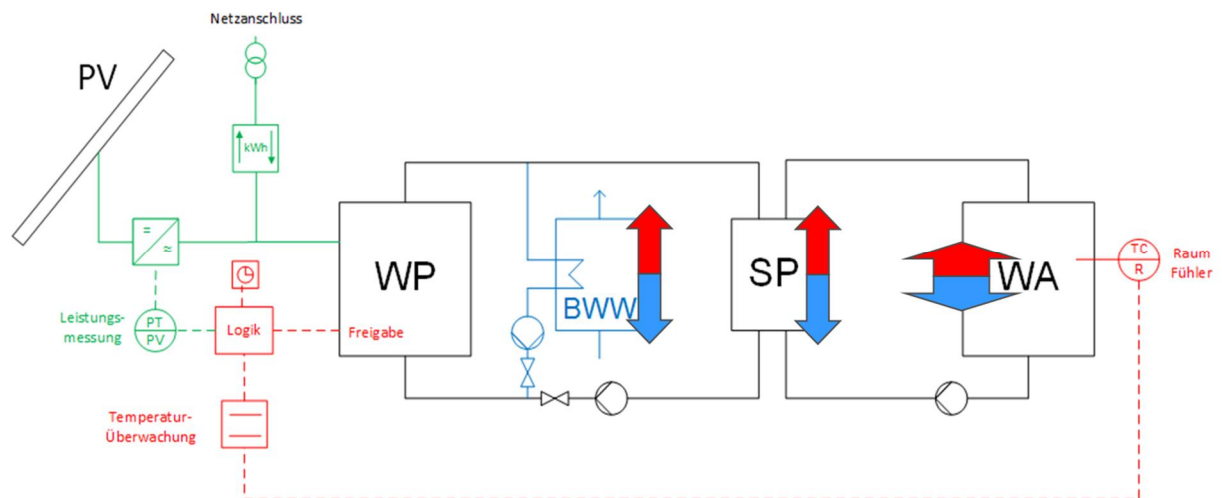 Netzanschluss
PV
kWh
WP
BWW
SP
WA
TC
R
Raum
Fühler
=
≈
Leistungs-
messung
PT
PV
Logik
Freigabe
Temperatur-
Überwachung